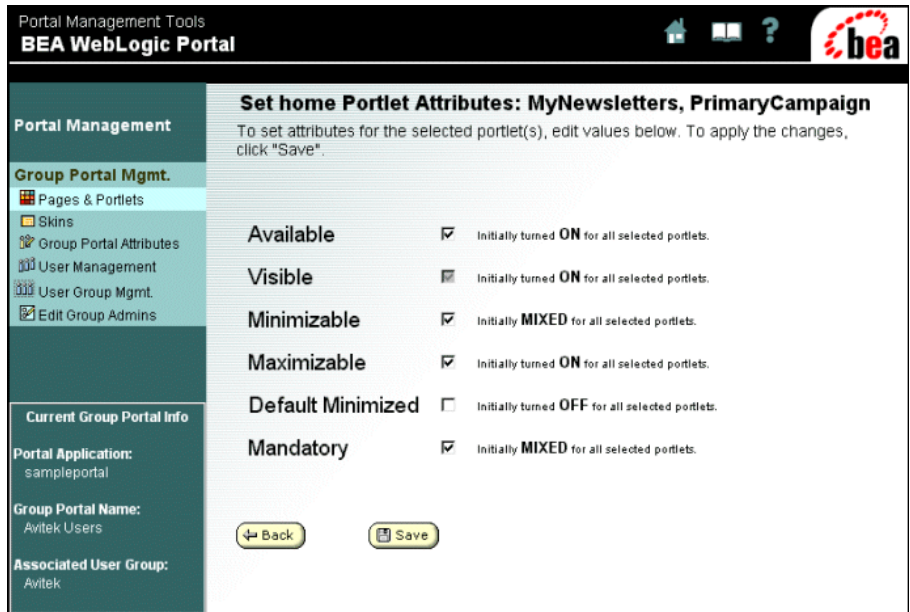 Portal Management Tools
BEA WebLogic Portal
?
bea
Portal Management
Group Portal Mgmt.
Pages & Portlets
Skins
Group Portal Attributes
User Management
User Group Mgmt.
Edit Group Admins
Current Group Portal Info
Portal Application:
sampleportal
Group Portal Name:
Avitek Users
Associated User Group:
Avitek
Set home Portlet Attributes: MyNewsletters, PrimaryCampaign
To set attributes for the selected portlet(s), edit values below. To apply the changes,
click "Save".
Available Initially turned ON for all selected portlets.
Visible Initially turned ON for all selected portlets.
Minimizable Initially MIXED for all selected portlets.
Maximizable Initially turned ON for all selected portlets.
Default Minimized Initially turned OFF for all selected portlets.
Mandatory Initially MIXED for all selected portlets.
Back Save